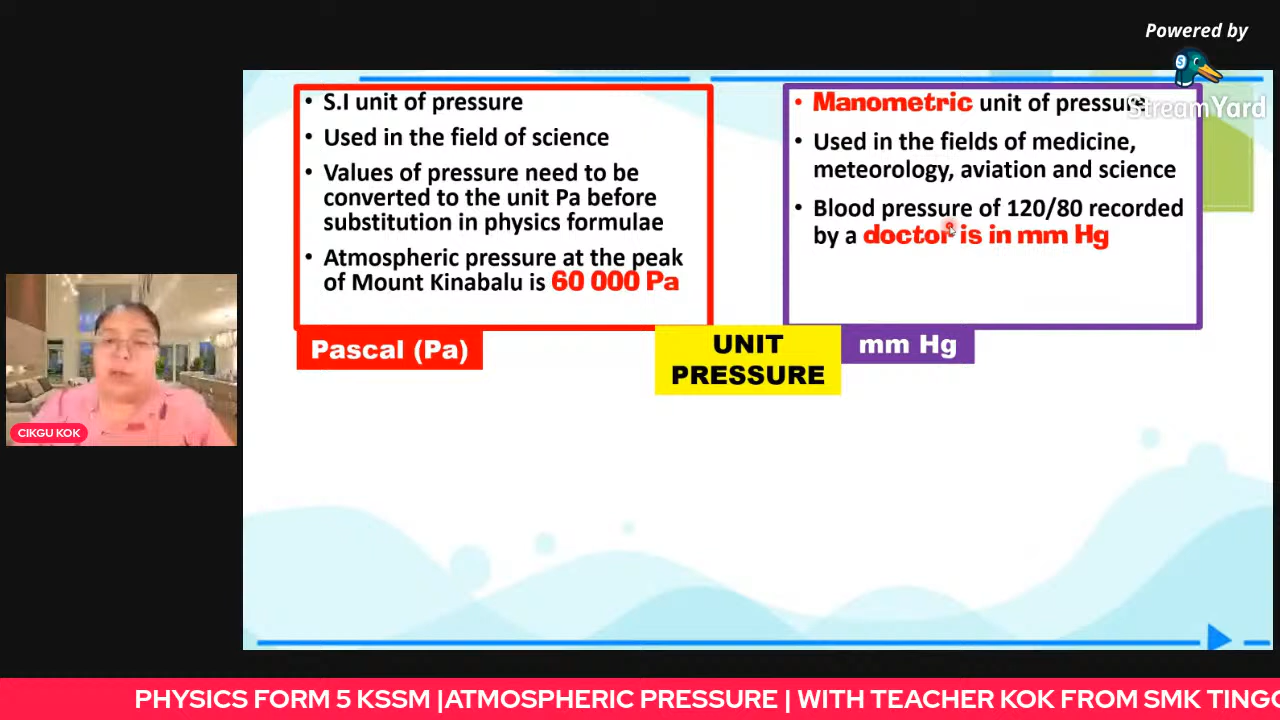 Powered by
StreamYard
• S.I unit of pressure
• Used in the field of science
• Values of pressure need to be
converted to the unit Pa before
substitution in physics formulae
• Atmospheric pressure at the peak
of Mount Kinabalu is 60 000 Pa
Pascal (Pa)
• Manometric unit of pressure
• Used in the fields of medicine,
meteorology, aviation and science
• Blood pressure of 120/80 recorded
by a doctor is in mm Hg
UNIT
PRESSURE
mm Hg
CIKGU KOK
PHYSICS FORM 5 KSSM |ATMOSPHERIC PRESSURE | WITH TEACHER KOK FROM SMK TINGG